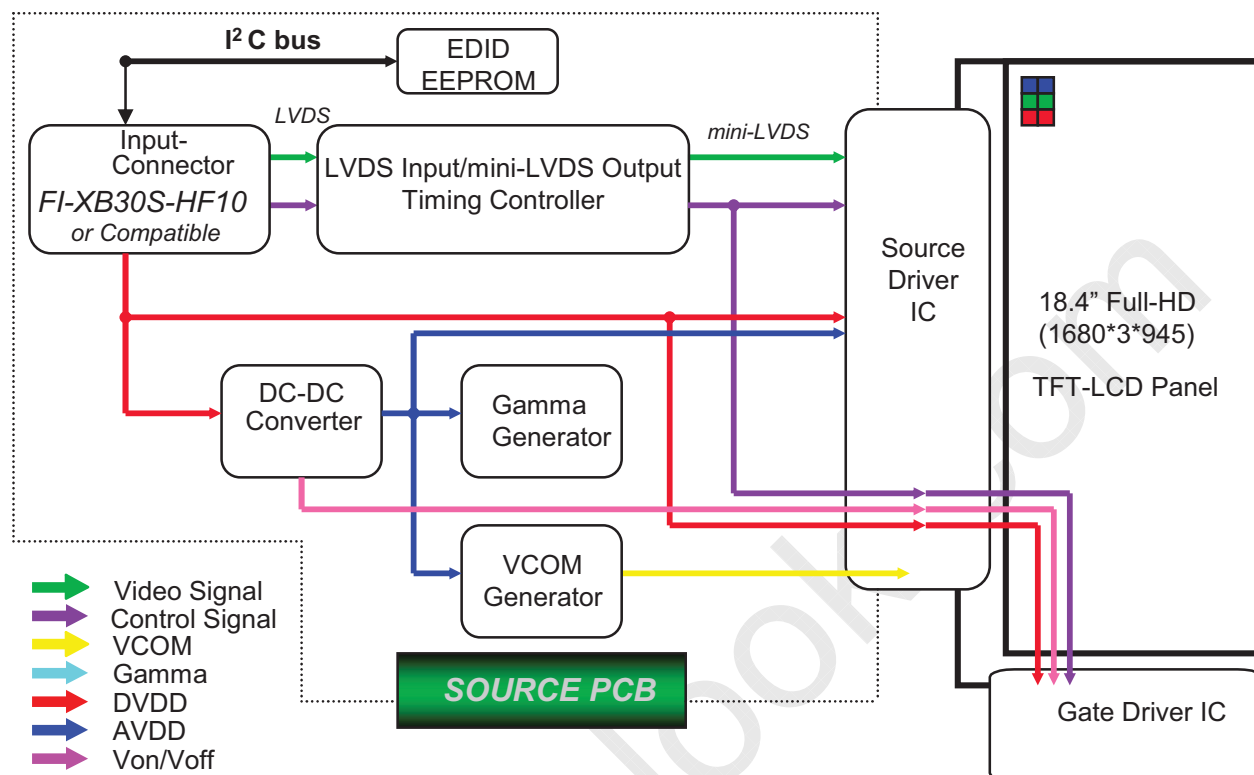 I² C bus
EDID
EEPROM
LVDS
mini-LVDS
Input-
Connector
FI-XB30S-HF10
or Compatible
LVDS Input/mini-LVDS Output
Timing Controller
Source
Driver
IC
18.4” Full-HD
(1680*3*945)
TFT-LCD Panel
DC-DC
Converter
Gamma
Generator
VCOM
Generator
Video Signal
Control Signal
VCOM
Gamma
DVDD
AVDD
Von/Voff
SOURCE PCB
Gate Driver IC
look.com